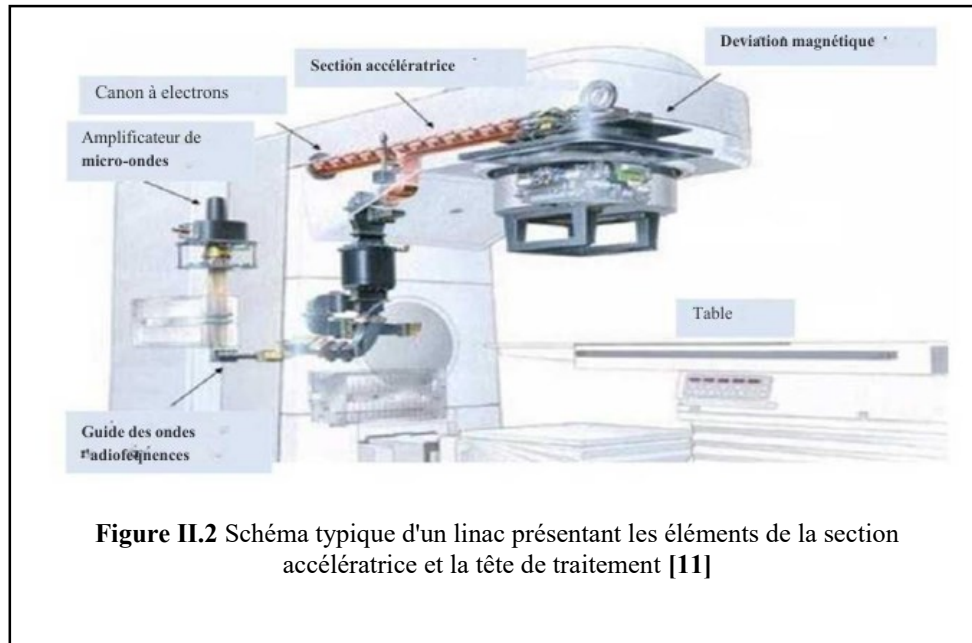 Deviation magnétique
Section accélératrice
Canon à electrons
Amplificateur de
micro-ondes
Table
Guide des ondes
r'adiofeqnences
Figure II.2 Schéma typique d'un linac présentant les éléments de la section
accélératrice et la tête de traitement [11]